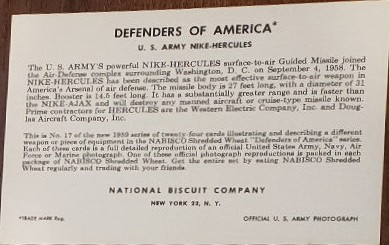 DEFENDERS OF AMERICA*
U. S. ARMY NIKE-HERCULES
The U. S. ARMY'S powerful NIKE-HERCULES surface-to-air Guided Missile joined
the Air-Defense complex surrounding Washington, D. C. on September 4, 1958. The
NIKE-HERCULES has been described as the most effective surface-to-air weapon in
America's Arsenal of air defense. The missile body is 27 feet long, with a diameter of 31
inches. Booster is 14.5 feet long. It has a substantially greater range and is faster than
the NIKE-AJAX and will destroy any manned aircraft or cruise-type missile known.
Prime contractors for HERCULES are the Western Electric Company, Inc. and Doug-
las Aircraft Company, Inc.
This is No. 17 of the new 1959 series of twenty-four cards illustrating and describing a different
weapon or piece of equipment in the NABISCO Shredded Wheat "Defenders of America" series.
Each of these cards is a full detailed reproduction of an official United States Army, Navy, Air
Force or Marine photograph. One of these official photograph reproductions is packed in each
package of NABISCO Shredded Wheat. Get the entire set by eating NABISCO Shredded
Wheat regularly and trading with your friends.
NATIONAL BISCUIT COMPANY
NEW YORK 22, N. Y.
*TRADE MARK Reg. OFFICIAL U. S. ARMY PHOTOGRAPH